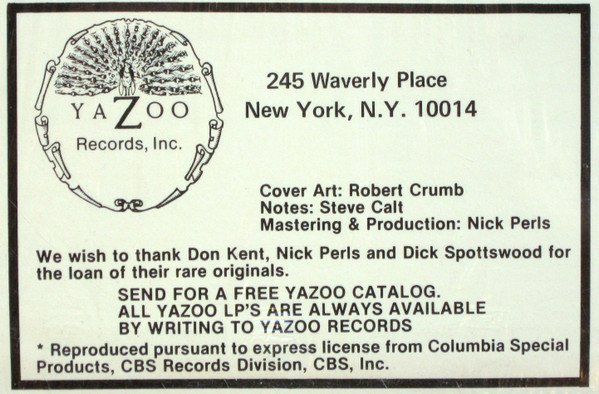 YAZOO
Records, Inc.
245 Waverly Place
New York, N.Y. 10014
Cover Art: Robert Crumb
Notes: Steve Calt
Mastering & Production: Nick Perls
We wish to thank Don Kent, Nick Perls and Dick Spottswood for
the loan of their rare originals.
SEND FOR A FREE YAZOO CATALOG.
ALL YAZOO LP'S ARE ALWAYS AVAILABLE
BY WRITING TO YAZOO RECORDS
* Reproduced pursuant to express license from Columbia Special
Products, CBS Records Division, CBS, Inc.